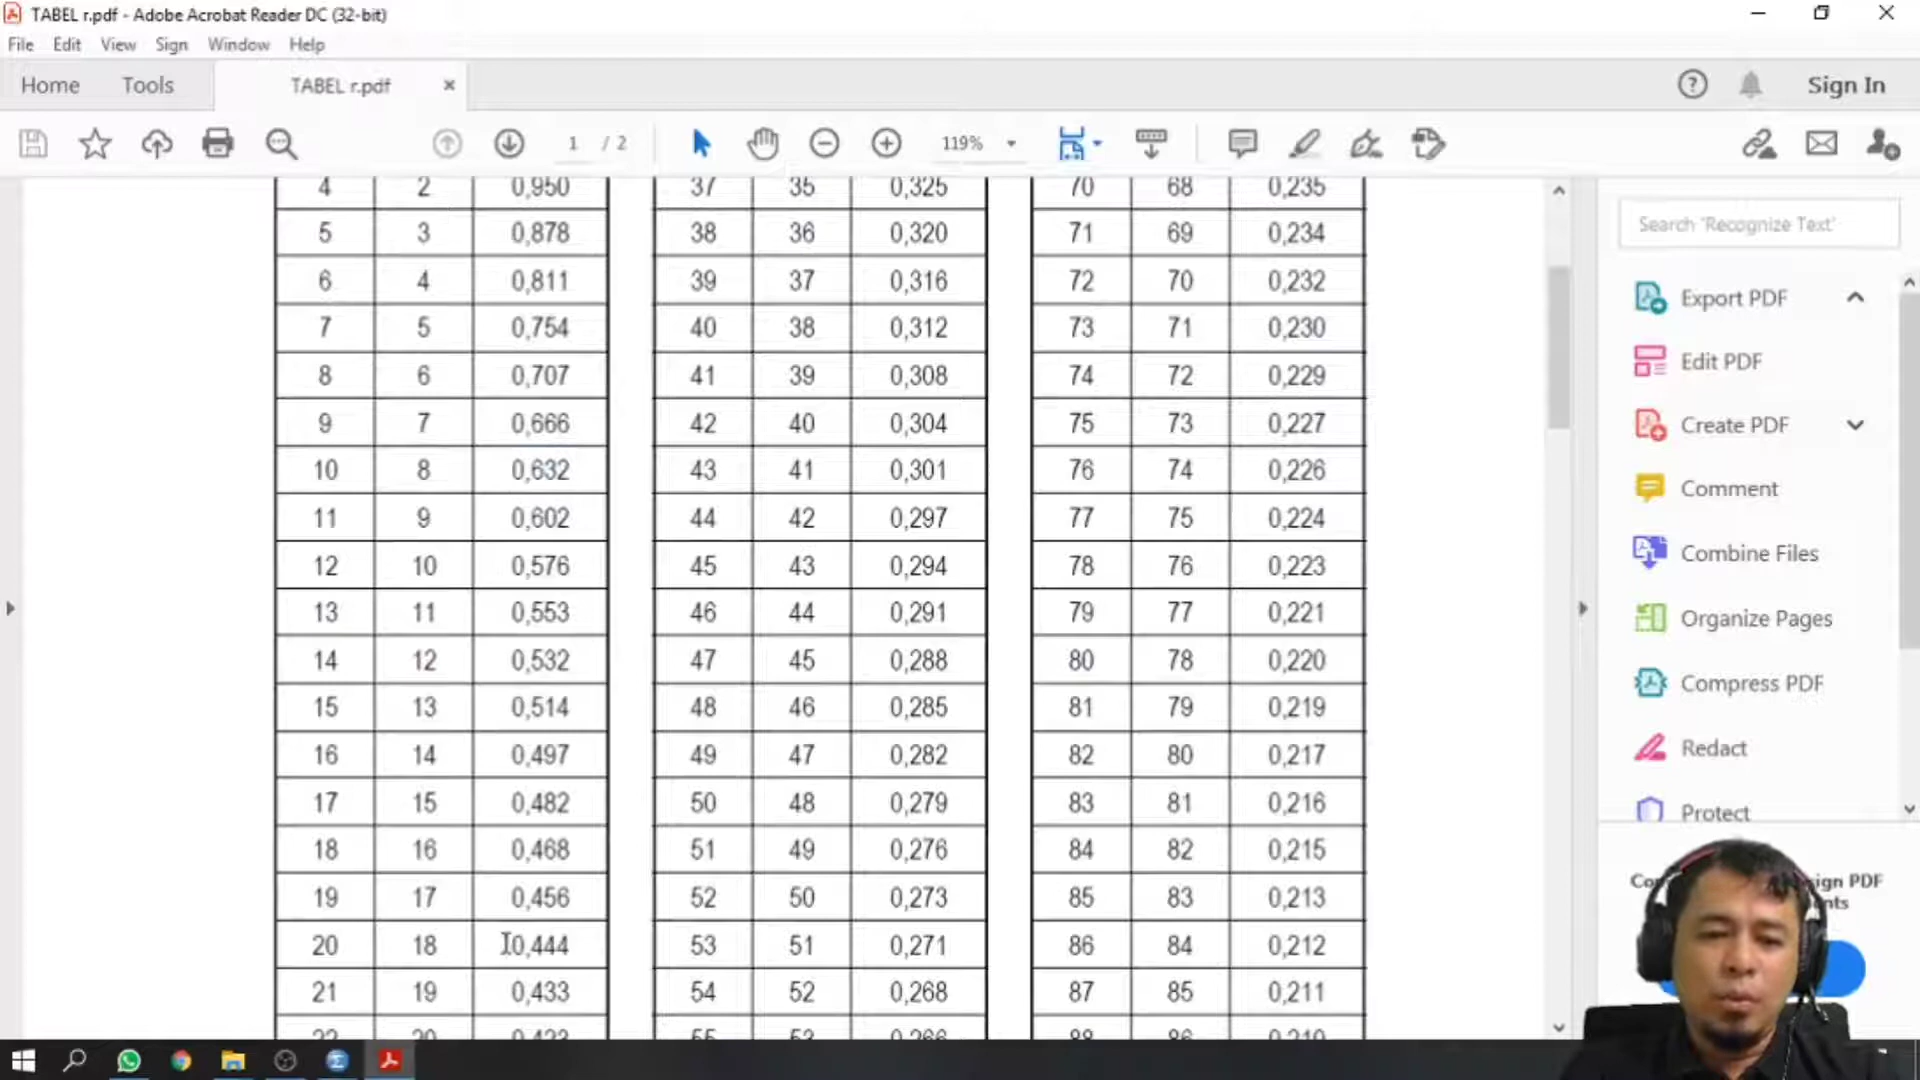 TABEL r.pdf - Adobe Acrobat Reader DC (32-bit)
File Edit View Sign Window Help
Home Tools TABEL r.pdf Sign In
1 / 2 119%
4 2 0,950 37 35 0,325 70 68 0,235
5 3 0,878 38 36 0,320 71 69 0,234
6 4 0,811 39 37 0,316 72 70 0,232
7 5 0,754 40 38 0,312 73 71 0,230
8 6 0,707 41 39 0,308 74 72 0,229
9 7 0,666 42 40 0,304 75 73 0,227
10 8 0,632 43 41 0,301 76 74 0,226
11 9 0,602 44 42 0,297 77 75 0,224
12 10 0,576 45 43 0,294 78 76 0,223
13 11 0,553 46 44 0,291 79 77 0,221
14 12 0,532 47 45 0,288 80 78 0,220
15 13 0,514 48 46 0,285 81 79 0,219
16 14 0,497 49 47 0,282 82 80 0,217
17 15 0,482 50 48 0,279 83 81 0,216
18 16 0,468 51 49 0,276 84 82 0,215
19 17 0,456 52 50 0,273 85 83 0,213
20 18 0,444 53 51 0,271 86 84 0,212
21 19 0,433 54 52 0,268 87 85 0,211
Search 'Recognize Text'
Export PDF
Edit PDF
Create PDF
Comment
Combine Files
Organize Pages
Compress PDF
Redact
Protect
PDF